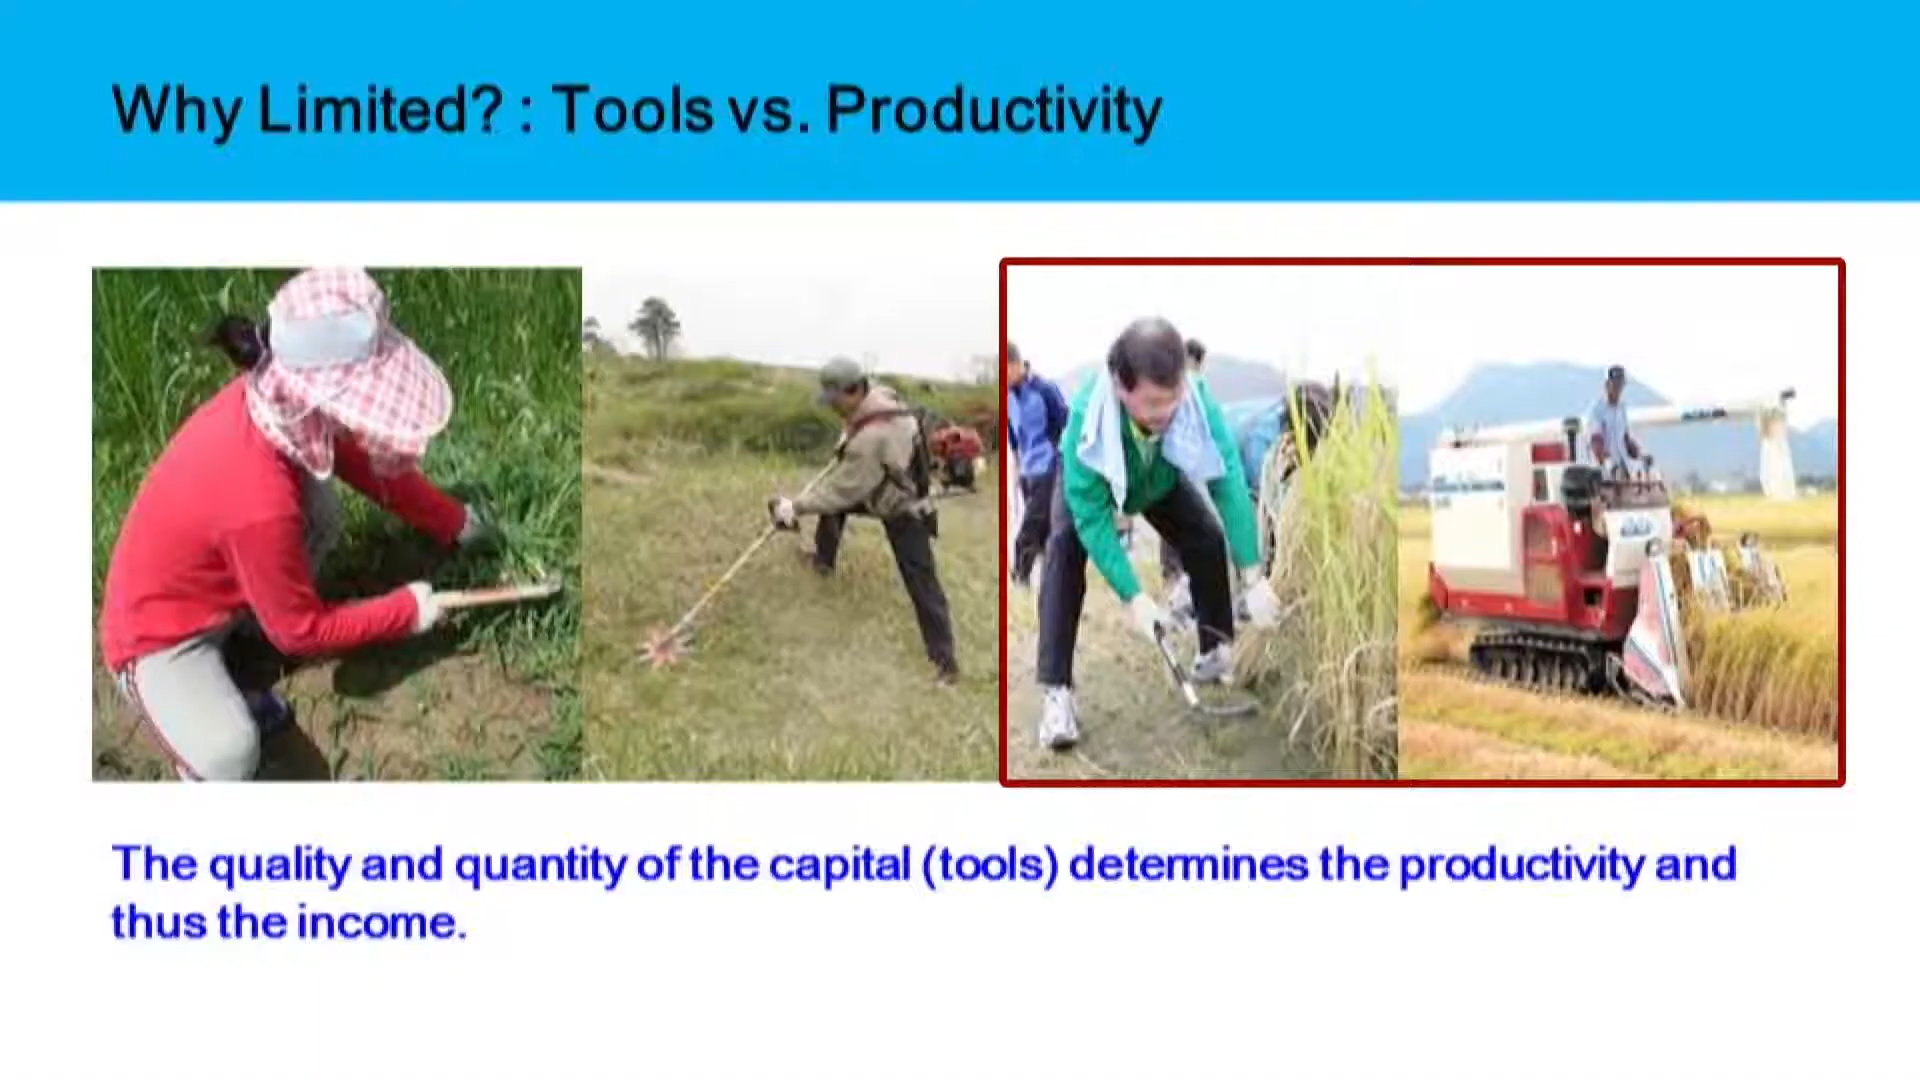 Why Limited? : Tools vs. Productivity
The quality and quantity of the capital (tools) determines the productivity and
thus the income.